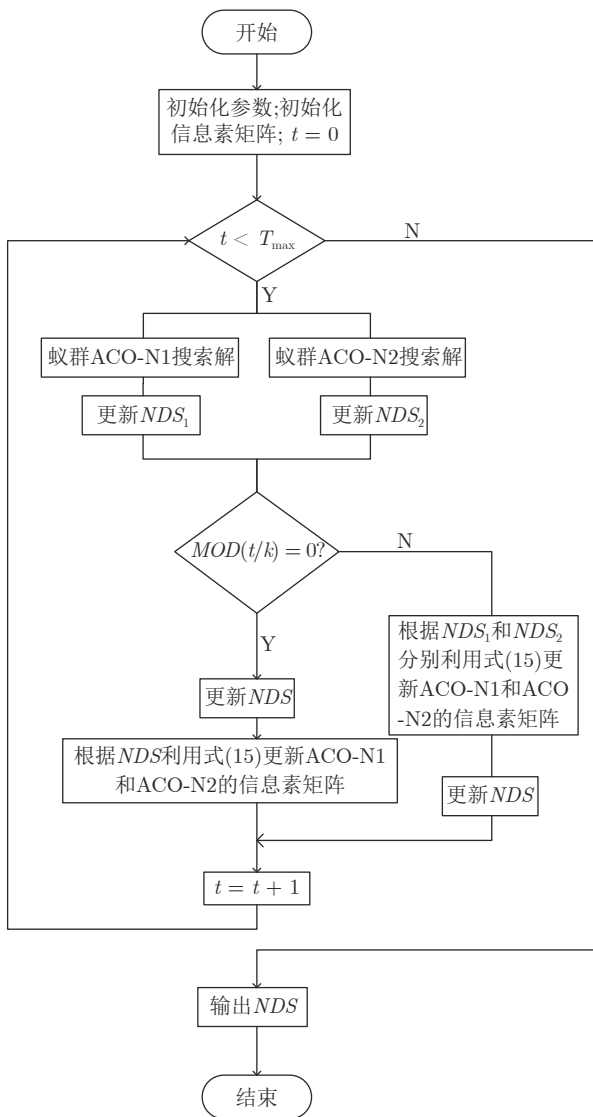 开始
初始化参数;初始化
信息素矩阵; t = 0
t < T_max
N
Y
蚁群ACO-N1搜索解
蚁群ACO-N2搜索解
更新NDS₁
更新NDS₂
MOD(t/k) = 0?
N
Y
根据NDS₁和NDS₂
分别利用式(15)更
新ACO-N1和ACO
-N2的信息素矩阵
更新NDS
根据NDS利用式(15)更新ACO-N1
和ACO-N2的信息素矩阵
更新NDS
t = t + 1
输出NDS
结束